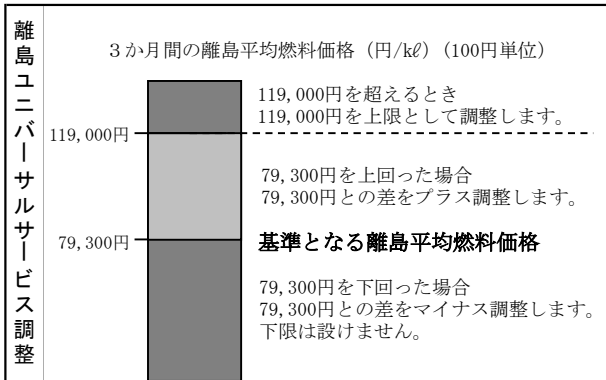 離島ユニバーサルサービス調整
3か月間の離島平均燃料価格（円/kℓ）（100円単位）
119,000円を超えるとき
119,000円を上限として調整します。
119,000円
79,300円を上回った場合
79,300円との差をプラス調整します。
79,300円
基準となる離島平均燃料価格
79,300円を下回った場合
79,300円との差をマイナス調整します。
下限は設けません。